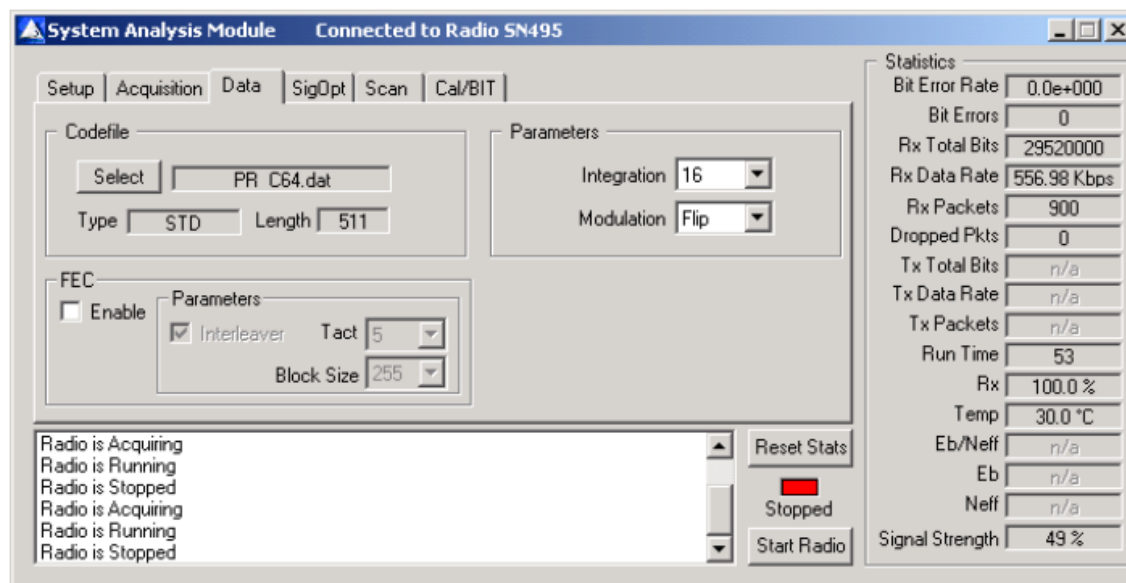 System Analysis Module Connected to Radio SN495
Setup Acquisition Data SigOpt Scan Cal/BIT
Codefile
Select PR C64.dat
Type STD Length 511
Parameters
Integration 16
Modulation Flip
FEC
Enable
Parameters
Interleaver Tact 5
Block Size 255
Radio is Acquiring
Radio is Running
Radio is Stopped
Radio is Acquiring
Radio is Running
Radio is Stopped
Reset Stats
Stopped
Start Radio
Statistics
Bit Error Rate 0.0e+000
Bit Errors 0
Rx Total Bits 29520000
Rx Data Rate 556.98 Kbps
Rx Packets 900
Dropped Pkts 0
Tx Total Bits n/a
Tx Data Rate n/a
Tx Packets n/a
Run Time 53
Rx 100.0 %
Temp 30.0 °C
Eb/Neff n/a
Eb n/a
Neff n/a
Signal Strength 49 %